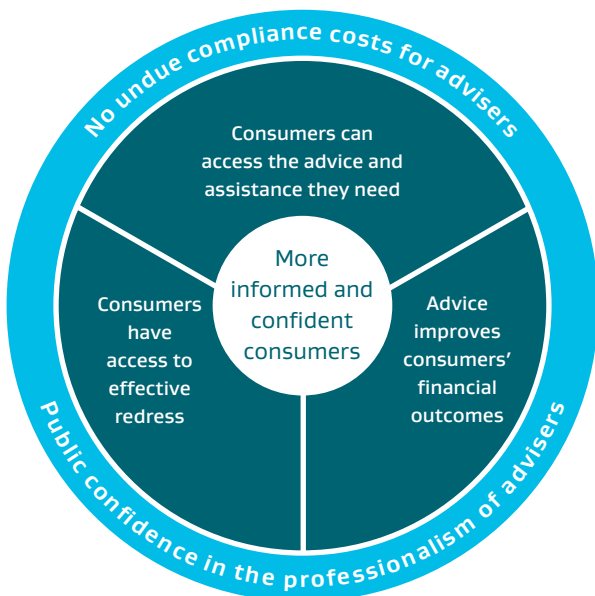 No undue compliance costs for advisers
Consumers can
access the advice and
assistance they need
More
informed and
confident
consumers
Consumers
have
access to
effective
redress
Advice
improves
consumers’
financial
outcomes
Public confidence in the professionalism of advisers